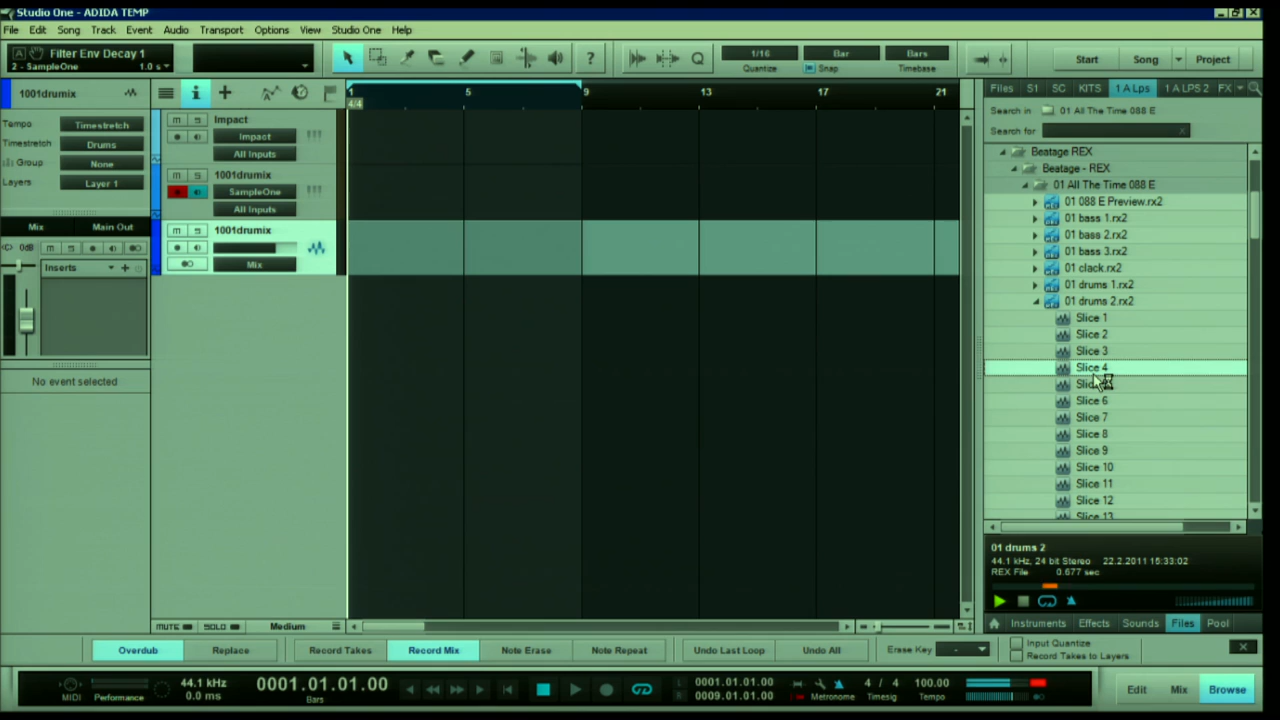 Studio One - ADIDA TEMP
File Edit Song Track Event Audio Transport Options View Studio One Help
Filter Env Decay 1
2 - SampleOne 1.0 s
1/16
Quantize
Bar
Snap
Bars
Timebase
Start Song Project
1001drumix
Tempo Timestretch
Timestretch Drums
Group None
Layers Layer 1
Mix Main Out
0dB M S
Inserts
No event selected
1 5 9 13 17 21
4/4
M S Impact
Impact
All Inputs
M S 1001drumix
SampleOne
All Inputs
M S 1001drumix
Mix
MUTE SOLO Medium
Files S1 SC KITS 1 A Lps 1 A LPS 2 FX
Search in 01 All The Time 088 E
Search for
Beatage REX
Beatage - REX
01 All The Time 088 E
01 088 E Preview.rx2
01 bass 1.rx2
01 bass 2.rx2
01 bass 3.rx2
01 clack.rx2
01 drums 1.rx2
01 drums 2.rx2
Slice 1
Slice 2
Slice 3
Slice 4
Slice 6
Slice 7
Slice 8
Slice 9
Slice 10
Slice 11
Slice 12
Slice 13
01 drums 2
44.1 kHz, 24 bit Stereo 22.2.2011 15:33:02
REX File 0.677 sec
Instruments Effects Sounds Files Pool
Overdub Replace Record Takes Record Mix Note Erase Note Repeat Undo Last Loop Undo All Erase Key - Input Quantize
Record Takes to Layers
MIDI Performance
44.1 kHz
0.0 ms
0001.01.01.00
Bars
L 0001.01.01.00
R 0009.01.01.00
Metronome
4 / 4
Timesig
100.00
Tempo
Edit Mix Browse